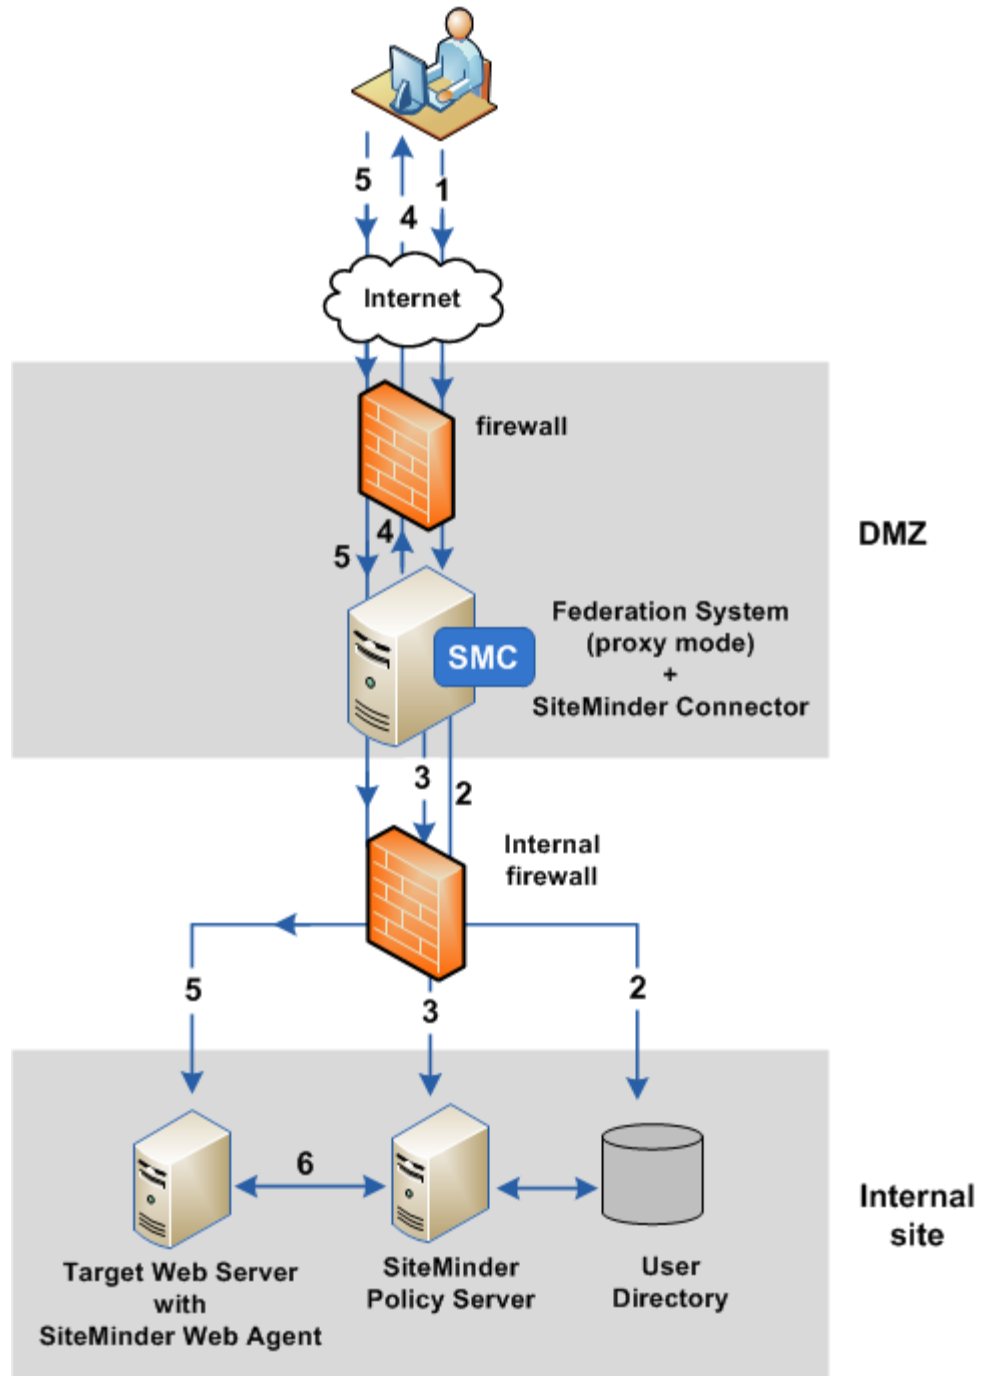 5
1
4
Internet
firewall
4
5
DMZ
Federation System
(proxy mode)
+
SiteMinder Connector
SMC
3
2
Internal
firewall
5
3
2
6
Target Web Server
with
SiteMinder Web Agent
SiteMinder
Policy Server
User
Directory
Internal
site